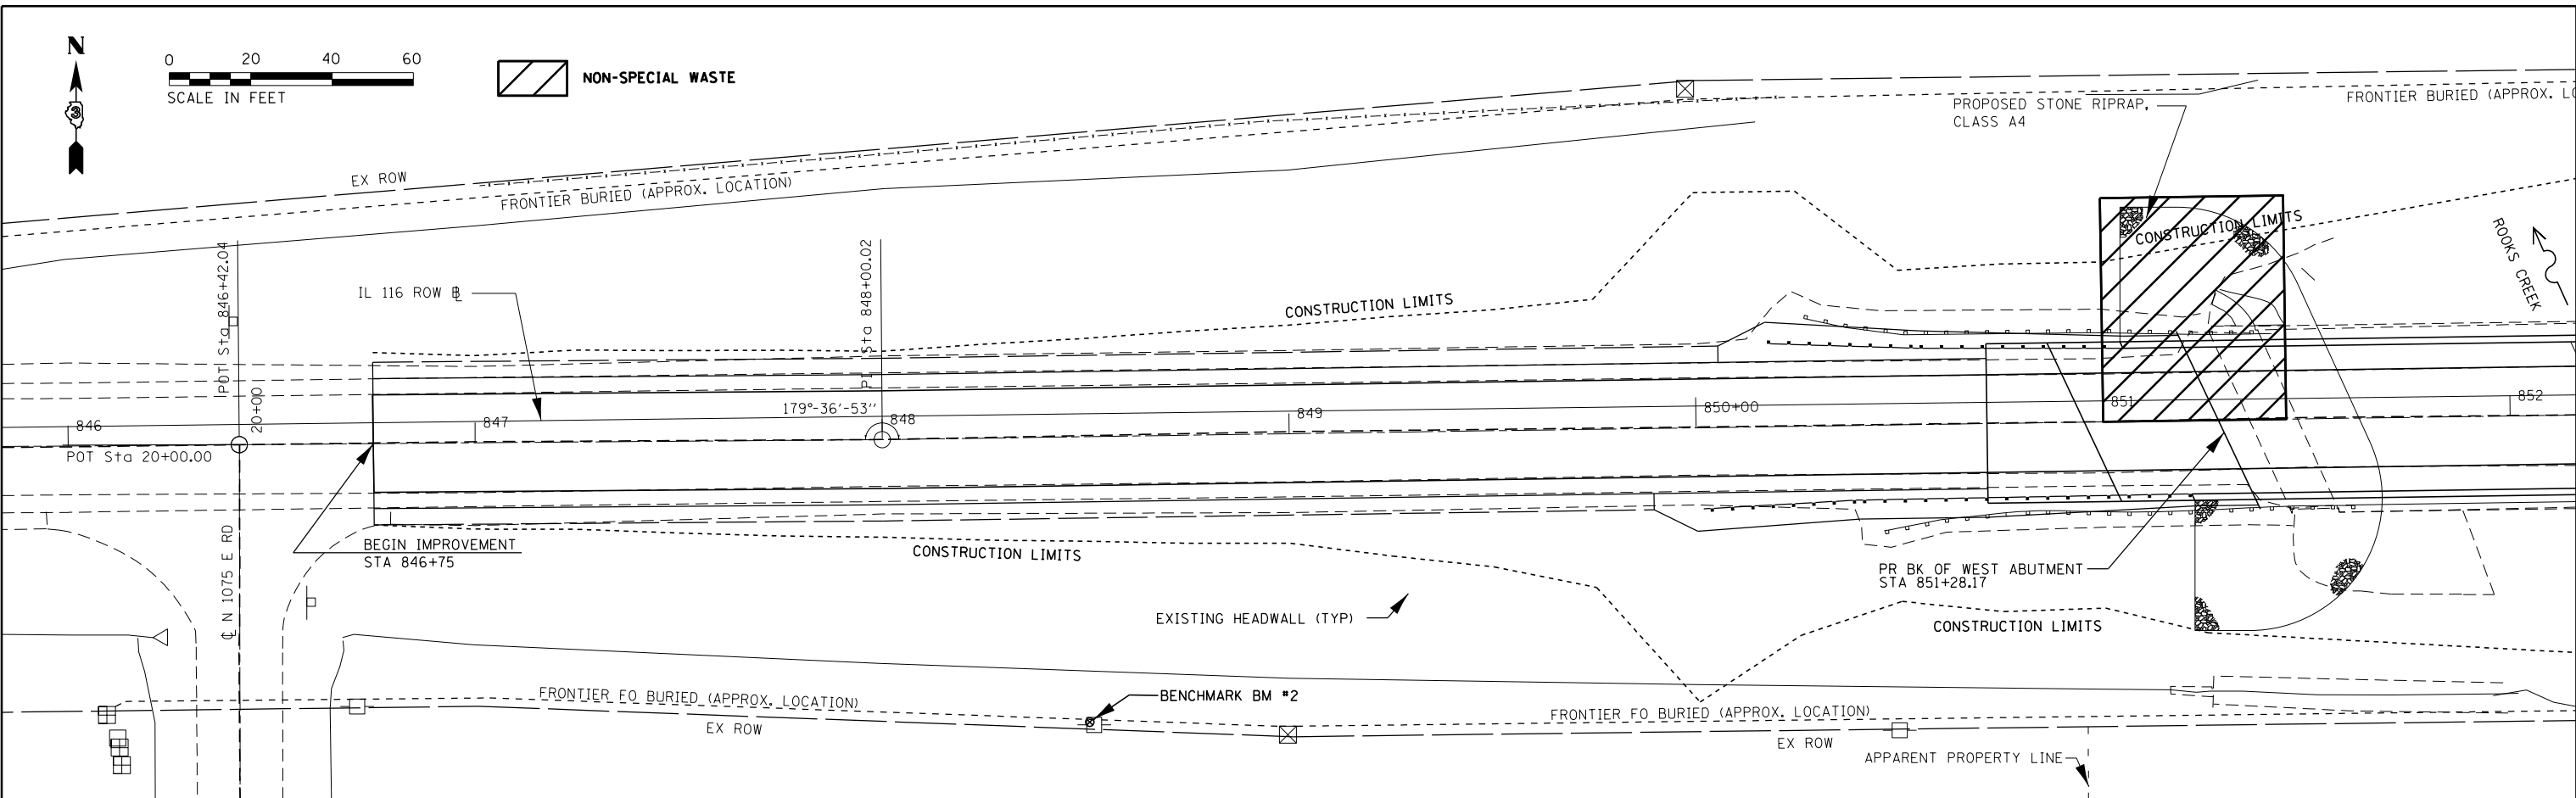 N
3
0 20 40 60
SCALE IN FEET
NON-SPECIAL WASTE
PROPOSED STONE RIPRAP,
CLASS A4
FRONTIER BURIED (APPROX. LO
EX ROW
FRONTIER BURIED (APPROX. LOCATION)
CONSTRUCTION LIMITS
ROOKS CREEK
POT Sta 846+42.04
Sta 848+00.02
IL 116 ROW BL
CONSTRUCTION LIMITS
20+00
179°-36'-53''
846
847
848
849
850+00
851
852
POT Sta 20+00.00
BEGIN IMPROVEMENT
STA 846+75
CONSTRUCTION LIMITS
CL N 1075 E RD
PR BK OF WEST ABUTMENT
STA 851+28.17
EXISTING HEADWALL (TYP)
CONSTRUCTION LIMITS
FRONTIER FO BURIED (APPROX. LOCATION)
BENCHMARK BM #2
FRONTIER FO BURIED (APPROX. LOCATION)
EX ROW
EX ROW
APPARENT PROPERTY LINE